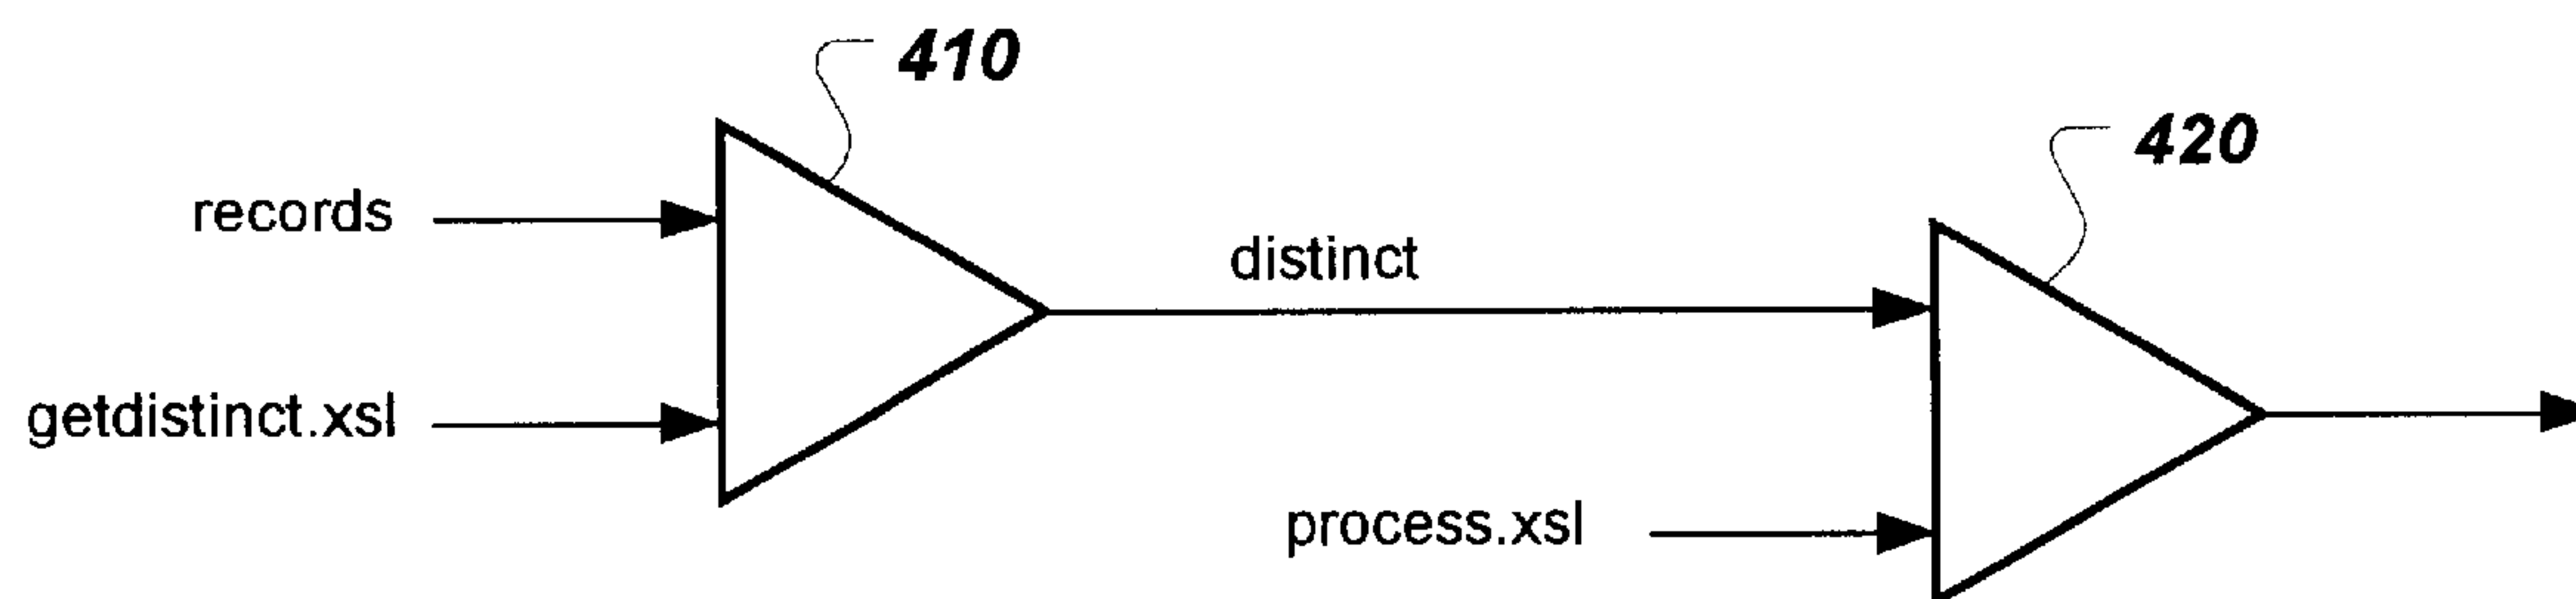 410
420
records
distinct
getdistinct.xsl
process.xsl